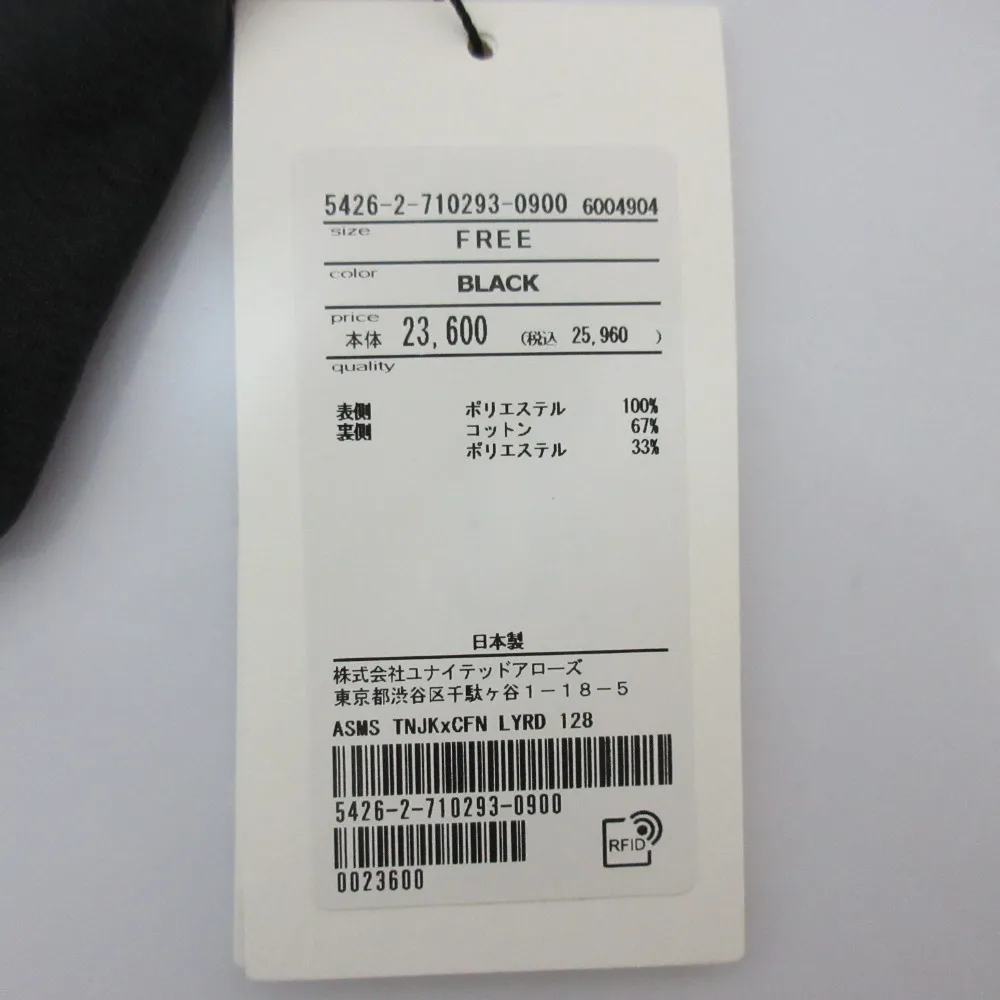 5426-2-710293-0900 6004904
size FREE
color BLACK
price 本体 23,600 (税込 25,960 )
quality
表側 ポリエステル 100%
裏側 コットン 67%
ポリエステル 33%
日本製
株式会社ユナイテッドアローズ
東京都渋谷区千駄ヶ谷1-18-5
ASMS TNJKxCFN LYRD 128
5426-2-710293-0900
RFID
0023600